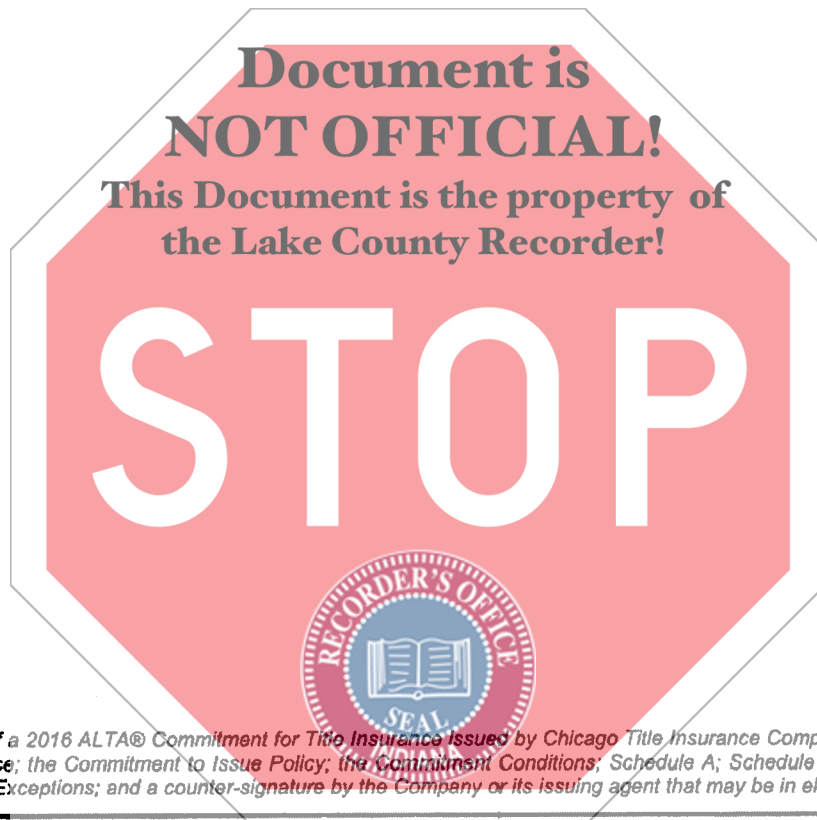 Document is
NOT OFFICIAL!
This Document is the property of
the Lake County Recorder!
STOP
RECORDER'S OFFICE
SEAL
a 2016 ALTA® Commitment for Title Insurance issued by Chicago Title Insurance Comp
; the Commitment to Issue Policy; the Commitment Conditions; Schedule A; Schedule
Exceptions; and a counter-signature by the Company or its issuing agent that may be in el